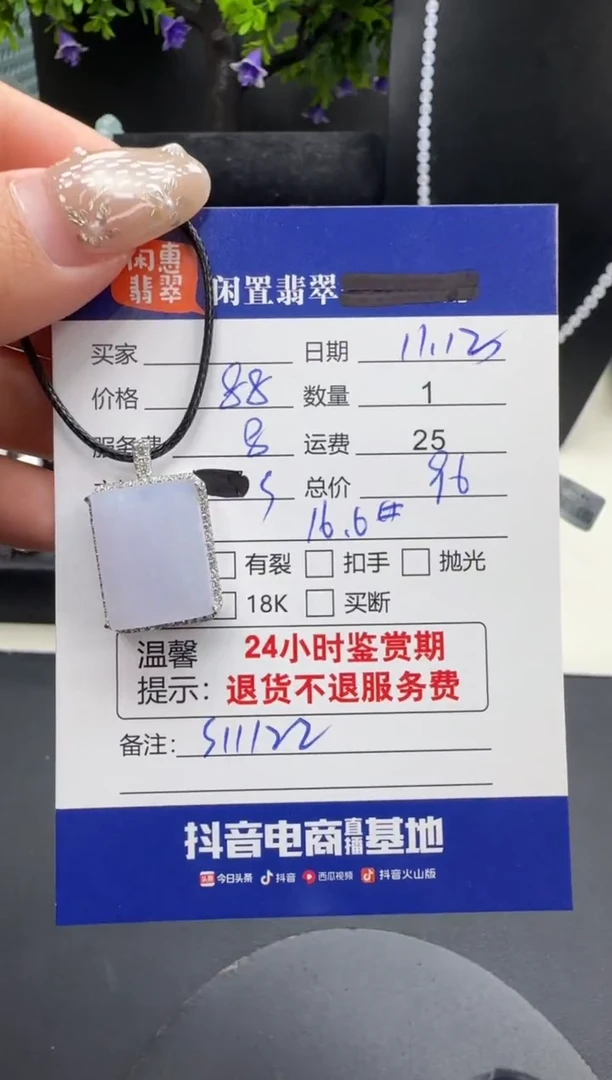 闲惠
翡翠
闲置翡翠
买家 日期 11.12
价格 88 数量 1
服务费 8 运费 25
S 总价 96
16.6#
有裂 扣手 抛光
18K 买断
温馨 24小时鉴赏期
提示: 退货不退服务费
备注: S11122
抖音电商直播基地
头条 今日头条 抖音 西瓜视频 抖音火山版